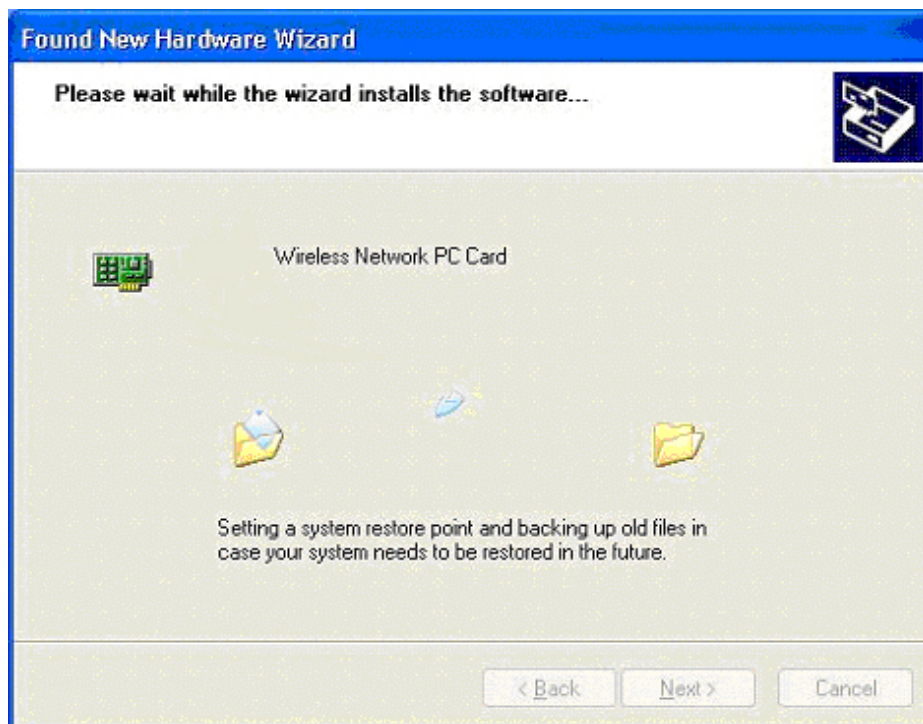 Found New Hardware Wizard
Please wait while the wizard installs the software...
Wireless Network PC Card
Setting a system restore point and backing up old files in
case your system needs to be restored in the future.
< Back
Next >
Cancel